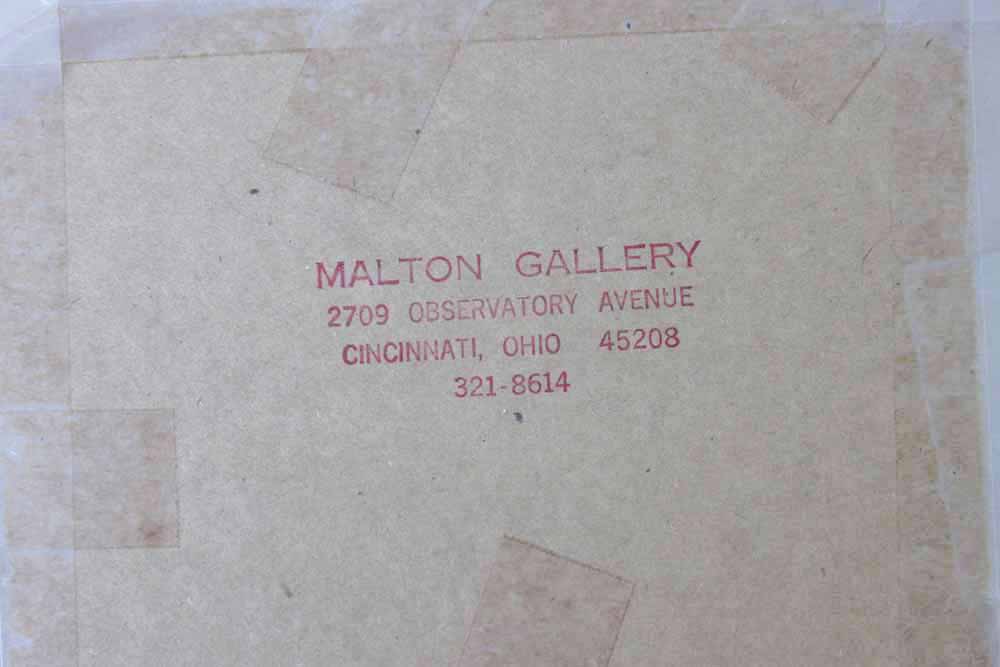 MALTON GALLERY
2709 OBSERVATORY AVENUE
CINCINNATI, OHIO 45208
321-8614